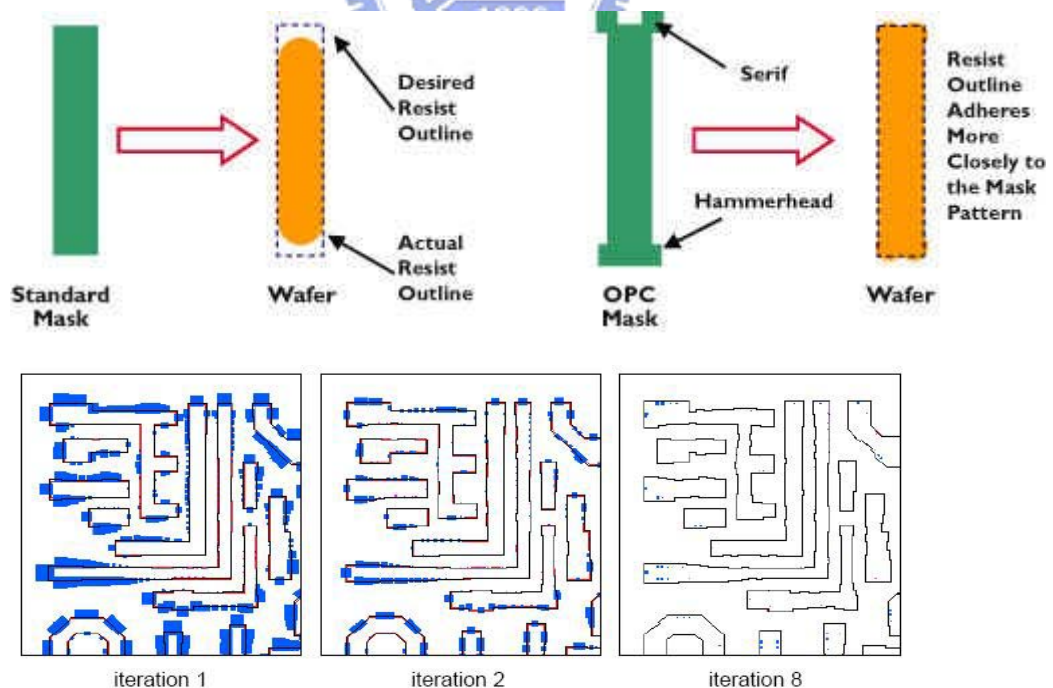 1896
Desired
Resist
Outline
Actual
Resist
Outline
Standard
Mask
Wafer
Serif
Hammerhead
OPC
Mask
Resist
Outline
Adheres
More
Closely to
the Mask
Pattern
Wafer
iteration 1
iteration 2
iteration 8